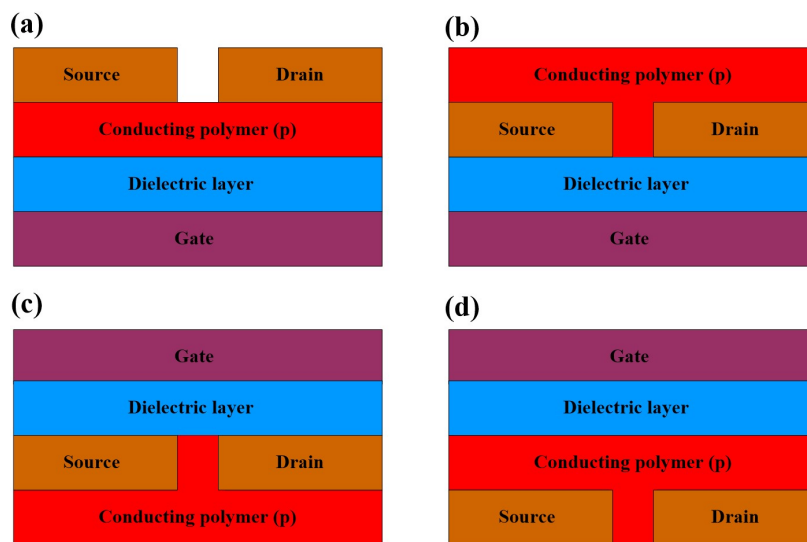 (a)
Source Drain
Conducting polymer (p)
Dielectric layer
Gate
(b)
Conducting polymer (p)
Source Drain
Dielectric layer
Gate
(c)
Gate
Dielectric layer
Source Drain
Conducting polymer (p)
(d)
Gate
Dielectric layer
Conducting polymer (p)
Source Drain